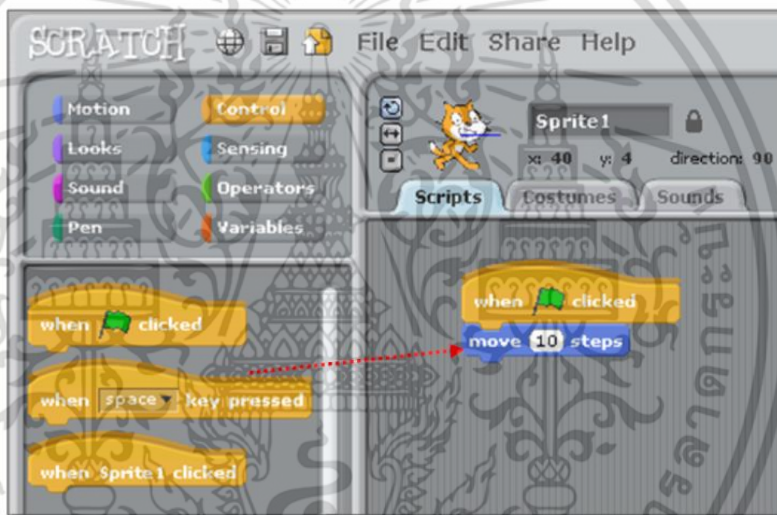 SCRATCH File Edit Share Help
Motion Control
Looks Sensing
Sound Operators
Pen Variables
Sprite1
x: 40 y: 4 direction: 90
Scripts Costumes Sounds
when clicked
when space key pressed
when Sprite1 clicked
when clicked
move 10 steps